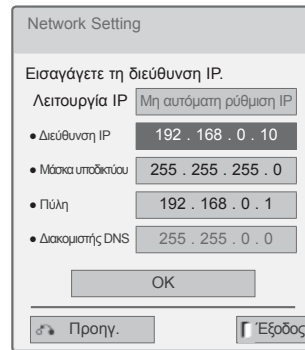 Network Setting
Εισαγάγετε τη διεύθυνση IP.
Λειτουργία IP Μη αυτόματη ρύθμιση IP
● Διεύθυνση IP 192 . 168 . 0 . 10
● Μάσκα υποδικτύου 255 . 255 . 255 . 0
● Πύλη 192 . 168 . 0 . 1
● Διακομιστής DNS 255 . 255 . 0 . 0
OK
Προηγ. Έξοδος